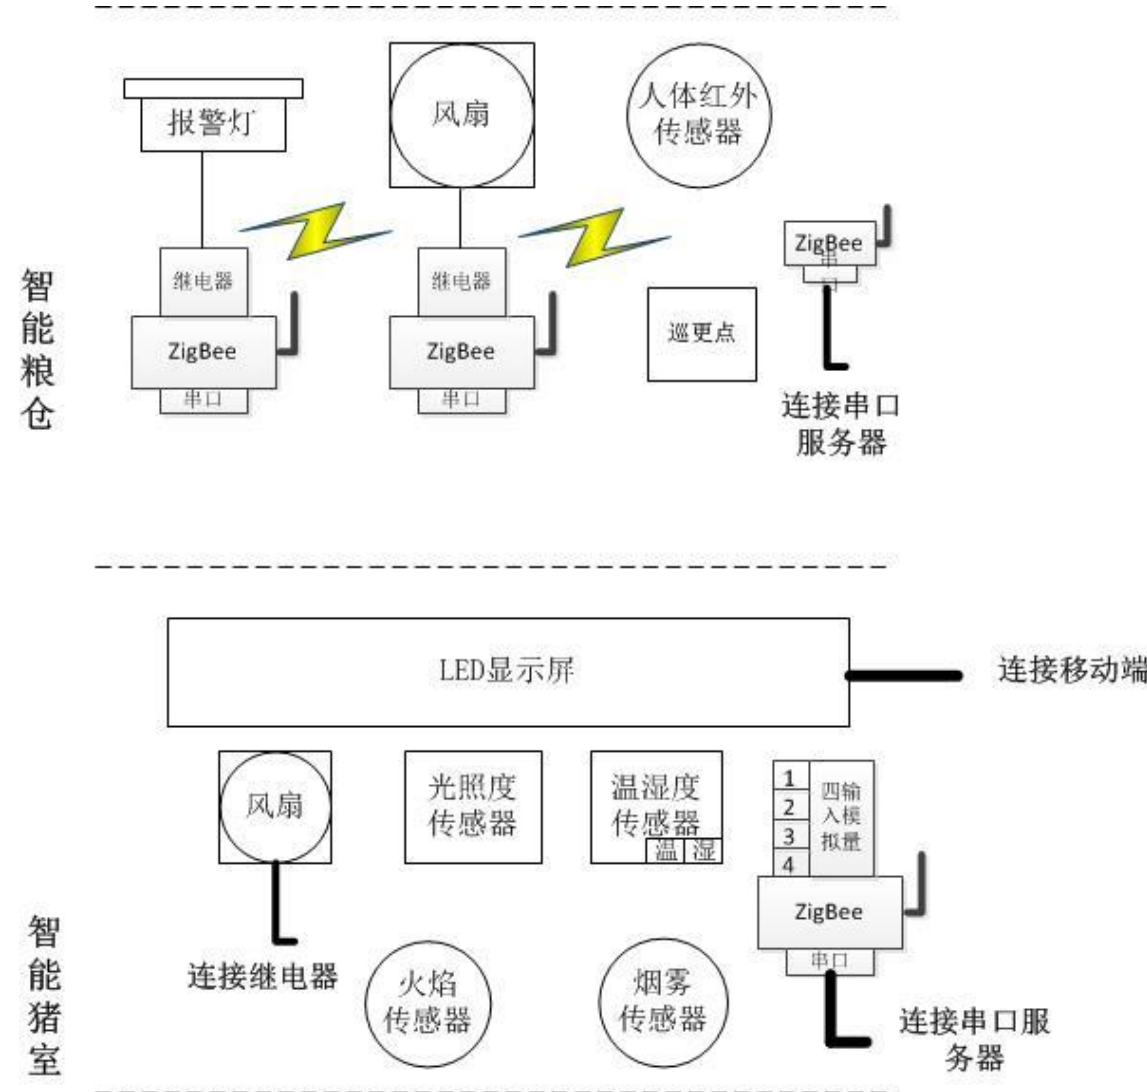 报警灯
风扇
人体红外
传感器
继电器
继电器
ZigBee
串口
ZigBee
ZigBee
巡更点
串口
串口
连接串口
服务器
智能粮仓
LED显示屏
连接移动端
风扇
光照度
传感器
温湿度
传感器
温
湿
1
2
3
4
四输
入模
拟量
ZigBee
串口
连接继电器
火焰
传感器
烟雾
传感器
连接串口服
务器
智能猪室